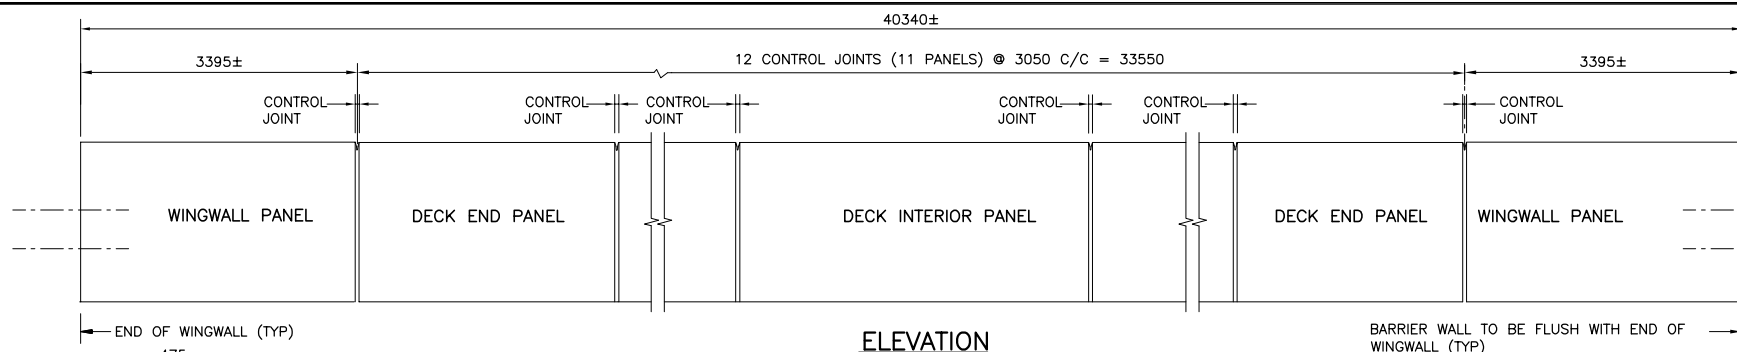 40340±
3395±
12 CONTROL JOINTS (11 PANELS) @ 3050 C/C = 33550
3395±
CONTROL
JOINT
CONTROL
JOINT
CONTROL
JOINT
CONTROL
JOINT
CONTROL
JOINT
CONTROL
JOINT
WINGWALL PANEL
DECK END PANEL
DECK INTERIOR PANEL
DECK END PANEL
WINGWALL PANEL
END OF WINGWALL (TYP)
ELEVATION
BARRIER WALL TO BE FLUSH WITH END OF
WINGWALL (TYP)
475